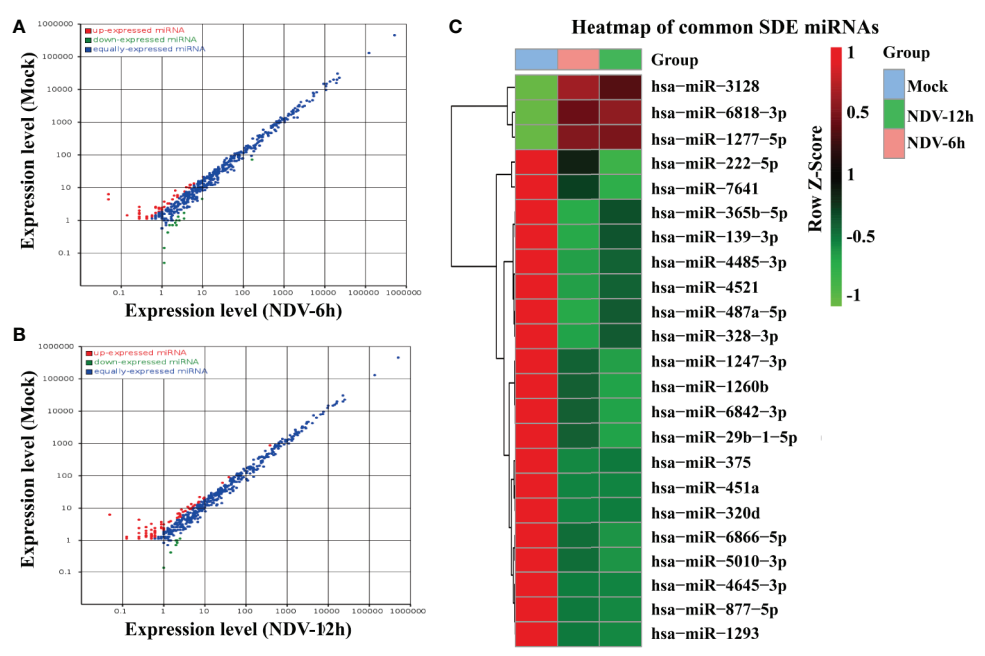 A
up-expressed miRNA
down-expressed miRNA
equally-expressed miRNA
1000000
100000
10000
1000
100
10
1
0.1
Expression level (Mock)
0.1 1 10 100 1000 10000 100000 1000000
Expression level (NDV-6h)
B
up-expressed miRNA
down-expressed miRNA
equally-expressed miRNA
1000000
100000
10000
1000
100
10
1
0.1
Expression level (Mock)
0.1 1 10 100 1000 10000 100000 1000000
Expression level (NDV-12h)
C
Heatmap of common SDE miRNAs
Group
hsa-miR-3128
hsa-miR-6818-3p
hsa-miR-1277-5p
hsa-miR-222-5p
hsa-miR-7641
hsa-miR-365b-5p
hsa-miR-139-3p
hsa-miR-4485-3p
hsa-miR-4521
hsa-miR-487a-5p
hsa-miR-328-3p
hsa-miR-1247-3p
hsa-miR-1260b
hsa-miR-6842-3p
hsa-miR-29b-1-5p
hsa-miR-375
hsa-miR-451a
hsa-miR-320d
hsa-miR-6866-5p
hsa-miR-5010-3p
hsa-miR-4645-3p
hsa-miR-877-5p
hsa-miR-1293
Row Z-Score
1
0.5
1
-0.5
-1
Group
Mock
NDV-12h
NDV-6h